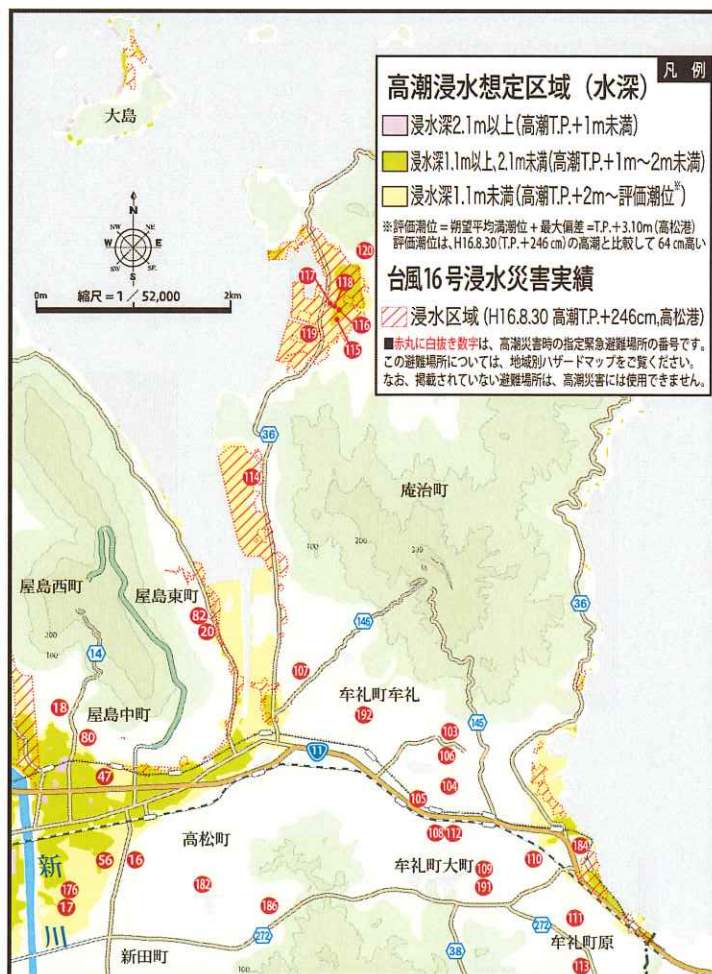 凡 例
高潮浸水想定区域 (水深)
浸水深2.1m以上(高潮T.P.+1m未満)
浸水深1.1m以上、2.1m未満(高潮T.P.+1m～2m未満)
浸水深1.1m未満(高潮T.P.+2m～評価潮位※)
※評価潮位 = 朔望平均満潮位 + 最大偏差 =T.P.+3.10m(高松港)
評価潮位は、H16.8.30(T.P.+246㎝)の高潮と比較して64㎝高い
台風16号浸水災害実績
浸水区域 (H16.8.30 高潮T.P.+246cm,高松港)
■赤丸に白抜き数字は、高潮災害時の指定緊急避難場所の番号です。
この避難場所については、地域別ハザードマップをご覧ください。
なお、掲載されていない避難場所は、高潮災害には使用できません。
大島
N
NW NE
W E
SW SE
S
0m 縮尺=1／52,000 2km
120
117 118
119 116
115
36
114
庵治町
100 200 200
屋島西町
屋島東町
82
20
36
146
14
200
100
107
18
屋島中町
牟礼町牟礼
192
103
145
80
11
106
47
104
105
高松町
108 112
184
新川
56 16
牟礼町大町
109
110
176
182
191
17
186
111
272
272
牟礼町原
新田町
38
100
113